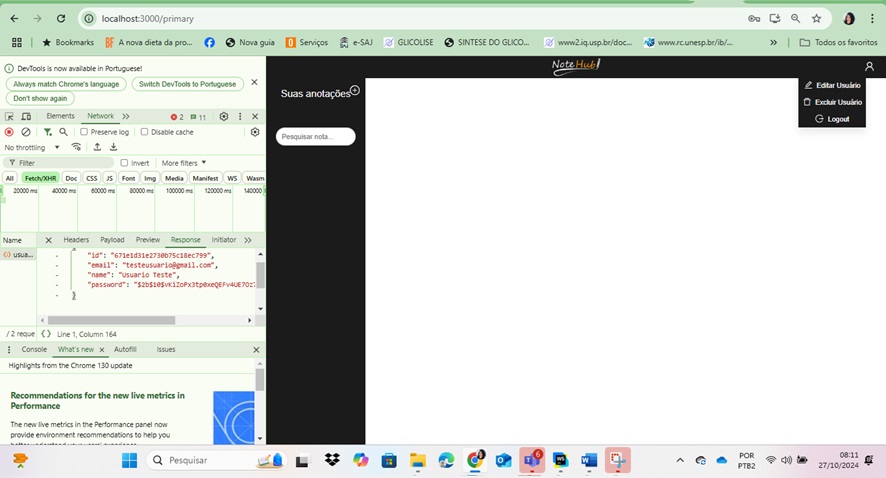 localhost:3000/primary
Bookmarks
A nova dieta da pro...
Nova guia
Serviços
e-SAJ
GLICOLISE
SINTESE DO GLICO...
www2.iq.usp.br/doc...
www.rc.unesp.br/ib/...
Todos os favoritos
DevTools is now available in Portuguese!
Always match Chrome's language
Switch DevTools to Portuguese
Don't show again
Elements
Network
2
11
Preserve log
Disable cache
No throttling
Filter
Invert
More filters
All
Fetch/XHR
Doc
CSS
JS
Font
Img
Media
Manifest
WS
Wasm
20000 ms
40000 ms
60000 ms
80000 ms
100000 ms
120000 ms
140000
Name
Headers
Payload
Preview
Response
Initiator
usua...
"id": "671e1d31e2730b75c18ec799",
"email": "testeusuario@gmail.com",
"name": "Usuario Teste",
"password":
}
/ 2 reque
{ } Line 1, Column 164
Console
What's new
Autofill
Issues
Highlights from the Chrome 130 update
Recommendations for the new live metrics in
Performance
The new live metrics in the Performance panel now
provide environment recommendations to help you
NoteHub!
Suas anotações
Pesquisar nota...
Editar Usuário
Excluir Usuário
Logout
Pesquisar
6
POR
PTB2
08:11
27/10/2024